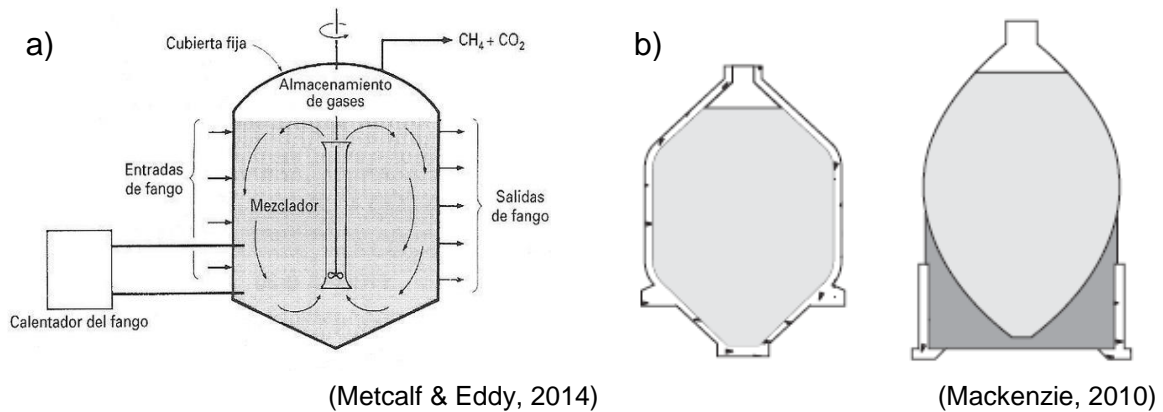 a)
Cubierta fija
CH₄ + CO₂
Almacenamiento
de gases
Entradas
de fango
Mezclador
Salidas
de fango
Calentador del fango
(Metcalf & Eddy, 2014)
b)
(Mackenzie, 2010)